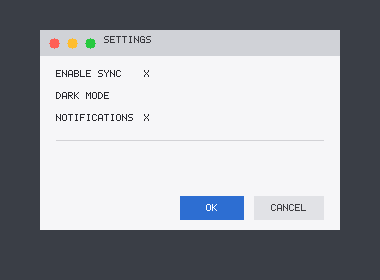 SETTINGS
ENABLE SYNC X
DARK MODE
NOTIFICATIONS X
OK CANCEL